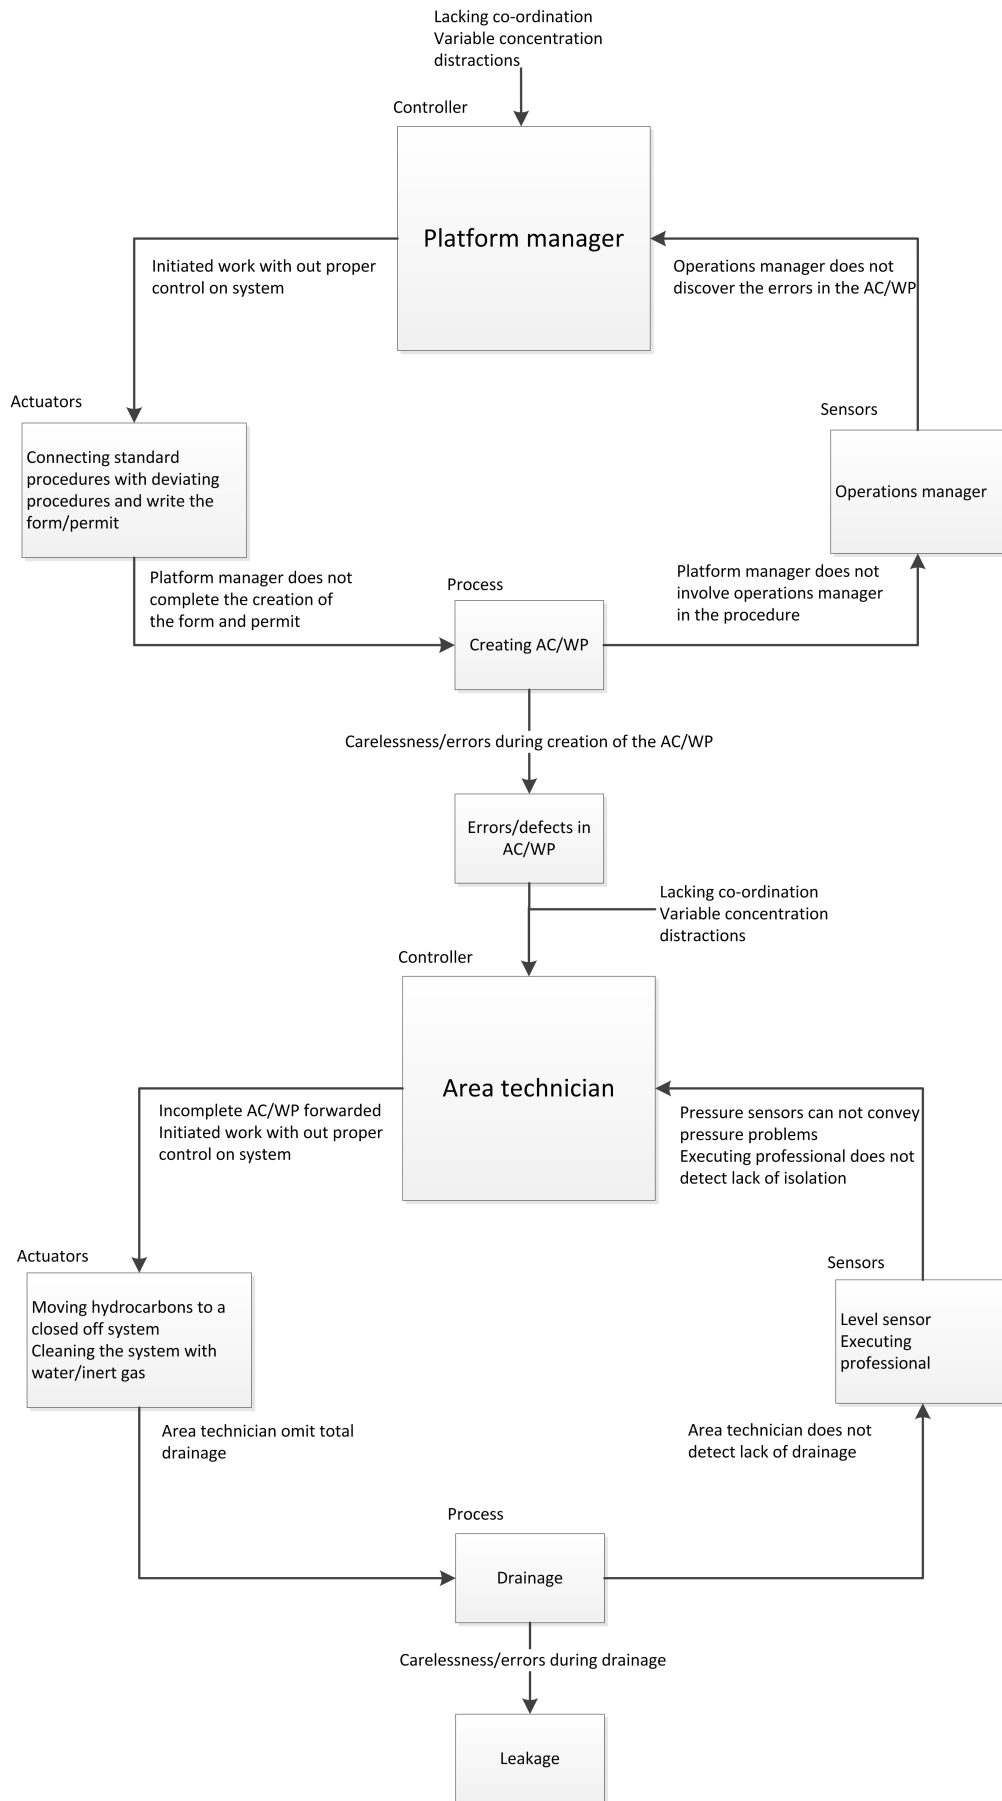 Lacking co-ordination
Variable concentration
distractions
Controller
Platform manager
Initiated work with out proper
control on system
Operations manager does not
discover the errors in the AC/WP
Actuators
Connecting standard
procedures with deviating
procedures and write the
form/permit
Sensors
Operations manager
Platform manager does not
complete the creation of
the form and permit
Process
Creating AC/WP
Platform manager does not
involve operations manager
in the procedure
Carelessness/errors during creation of the AC/WP
Errors/defects in
AC/WP
Lacking co-ordination
Variable concentration
distractions
Controller
Area technician
Incomplete AC/WP forwarded
Initiated work with out proper
control on system
Pressure sensors can not convey
pressure problems
Executing professional does not
detect lack of isolation
Actuators
Moving hydrocarbons to a
closed off system
Cleaning the system with
water/inert gas
Sensors
Level sensor
Executing
professional
Area technician omit total
drainage
Area technician does not
detect lack of drainage
Process
Drainage
Carelessness/errors during drainage
Leakage